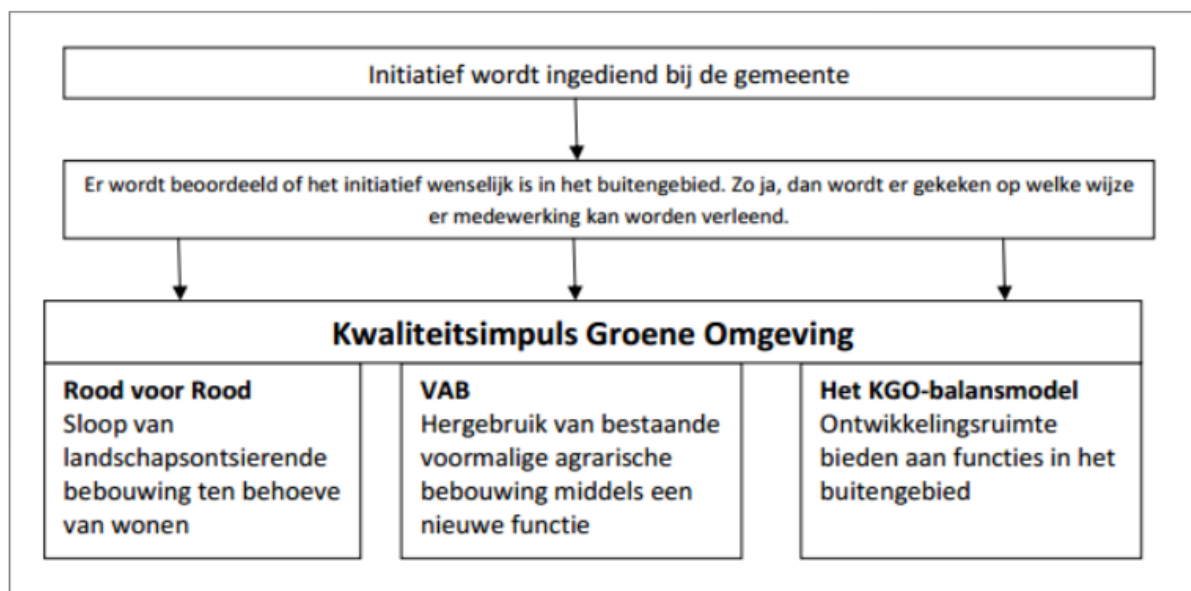 Initiatief wordt ingediend bij de gemeente
Er wordt beoordeeld of het initiatief wenselijk is in het buitengebied. Zo ja, dan wordt er gekeken op welke wijze
er medewerking kan worden verleend.
Kwaliteitsimpuls Groene Omgeving
Rood voor Rood
Sloop van
landschapsontsierende
bebouwing ten behoeve
van wonen
VAB
Hergebruik van bestaande
voormalige agrarische
bebouwing middels een
nieuwe functie
Het KGO-balansmodel
Ontwikkelingsruimte
bieden aan functies in het
buitengebied